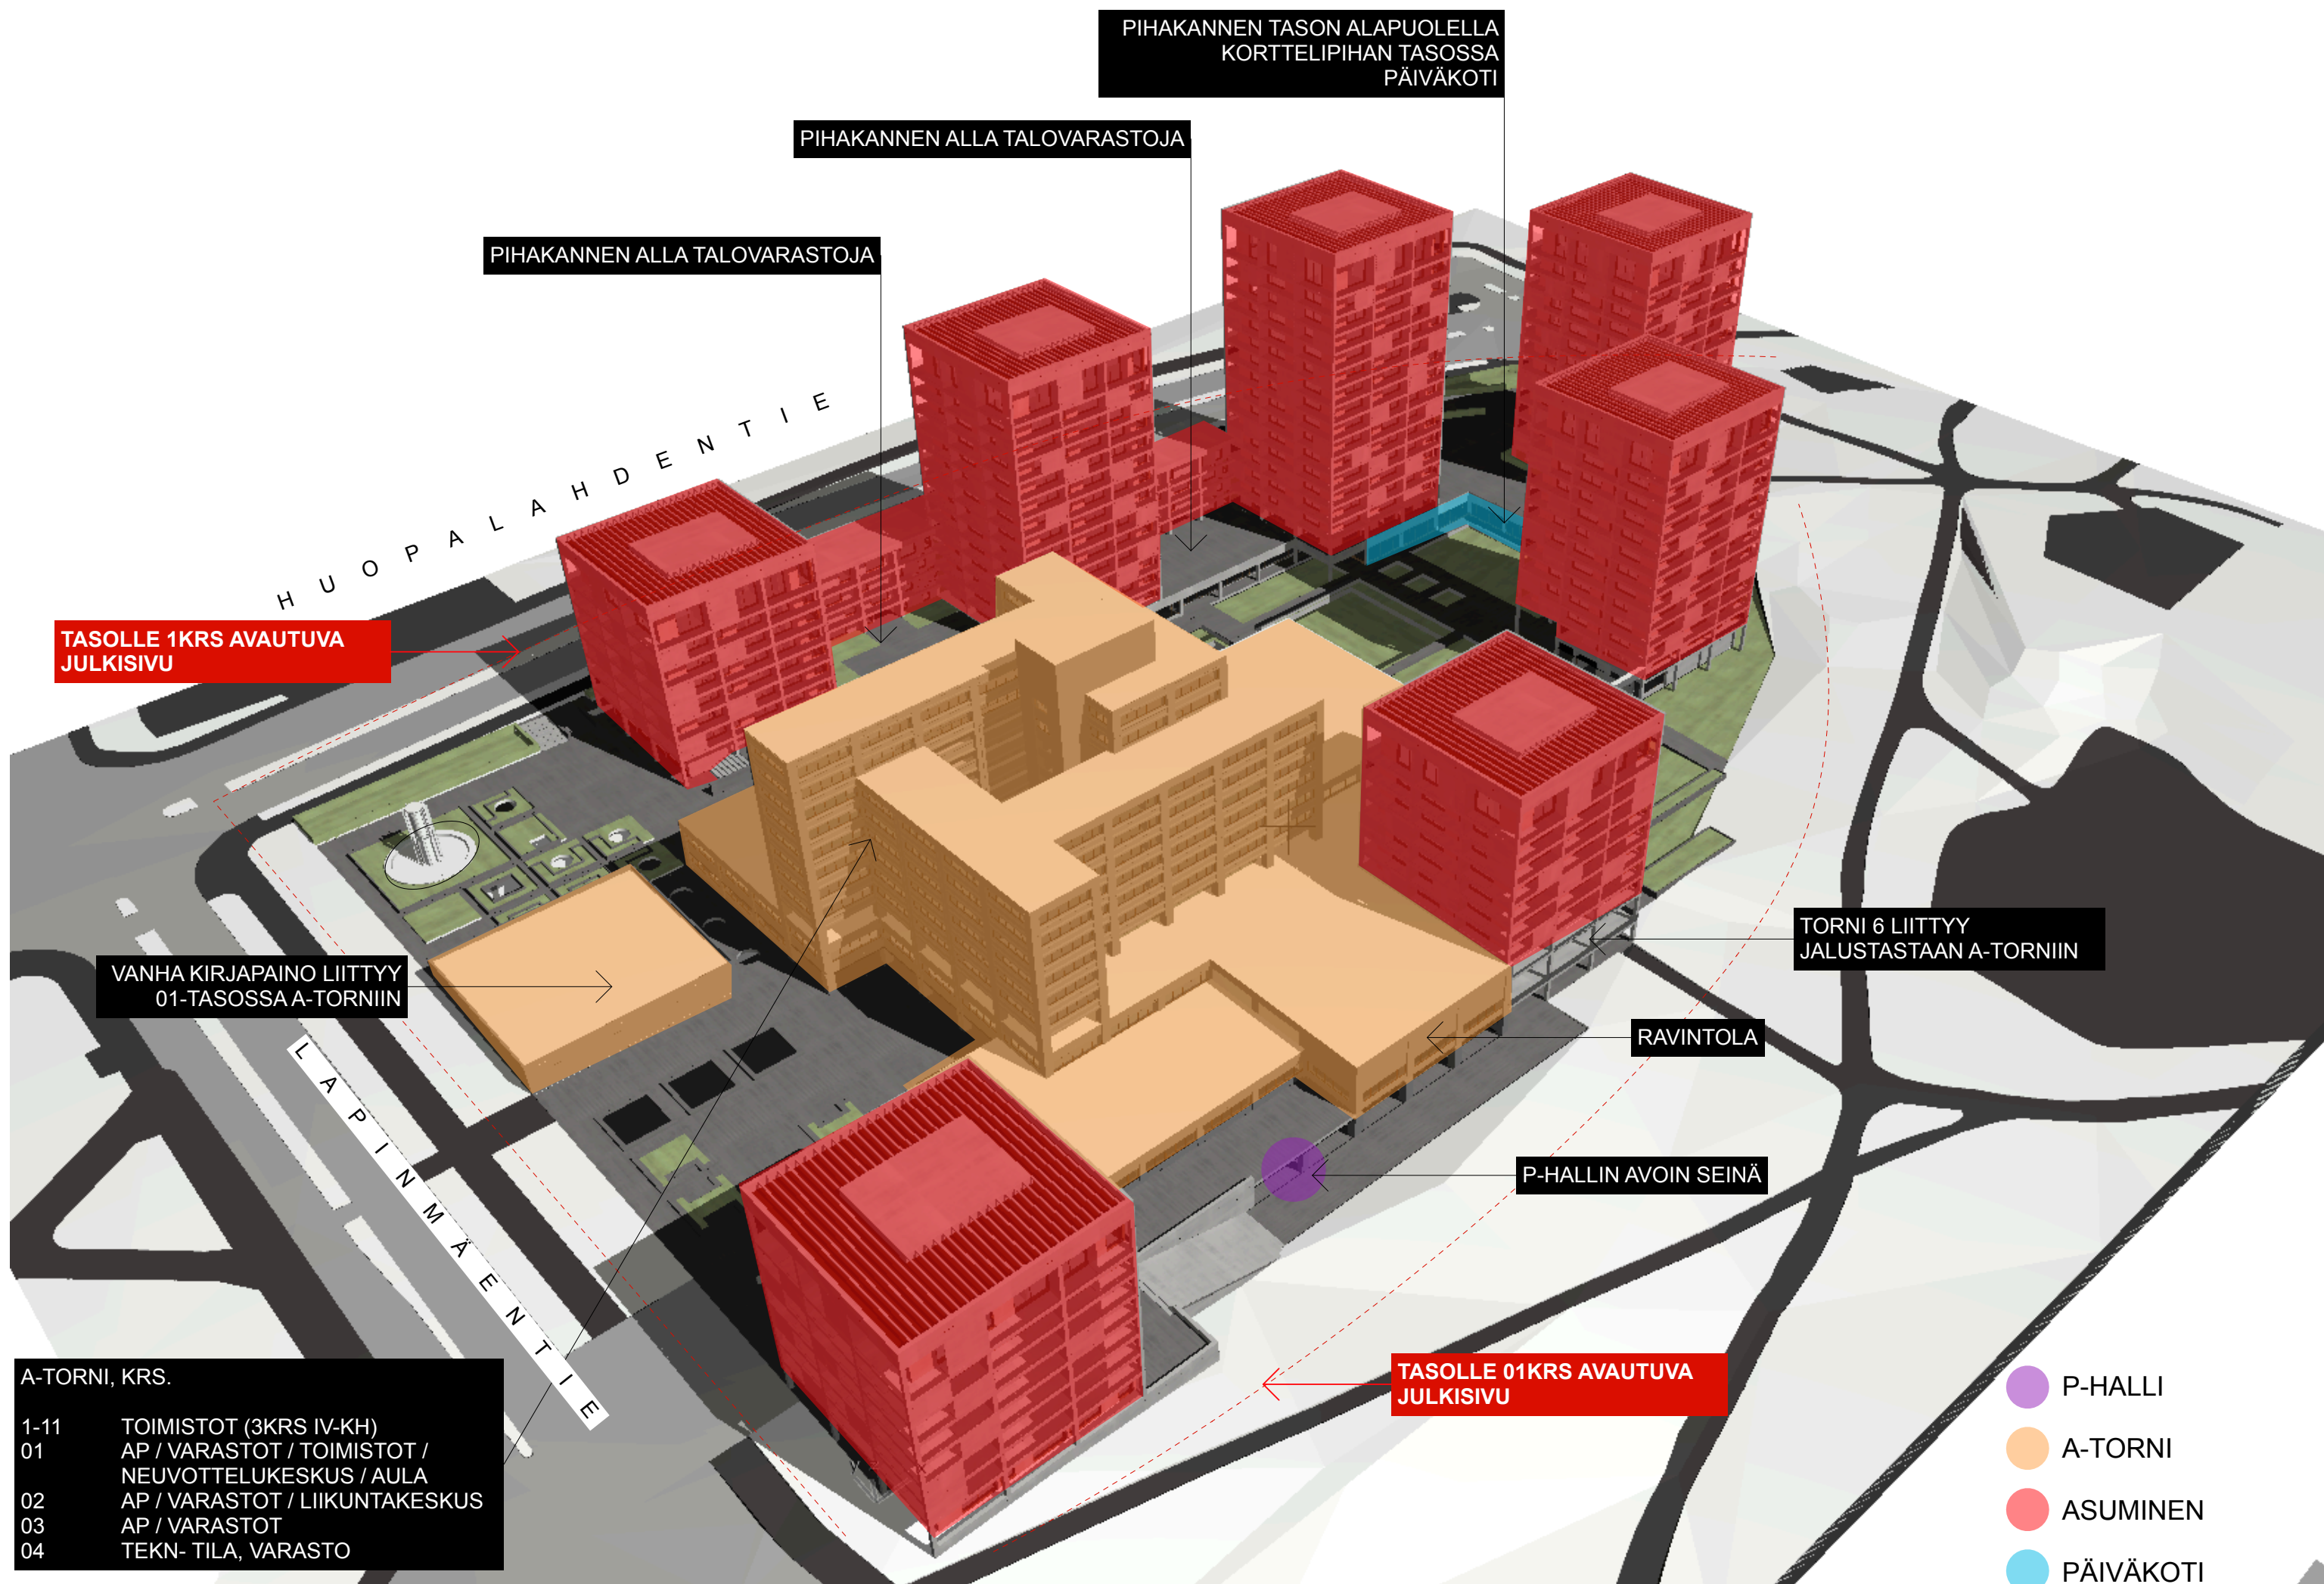 PIHAKANNEN TASON ALAPUOLELLA
KORTTELIPIHAN TASOSSA
PÄIVÄKOTI
PIHAKANNEN ALLA TALOVARASTOJA
PIHAKANNEN ALLA TALOVARASTOJA
HUOPALAHDENTIE
TASOLLE 1KRS AVAUTUVA
JULKISIVU
VANHA KIRJAPAINO LIITTYY
01-TASOSSA A-TORNIIN
TORNI 6 LIITTYY
JALUSTASTAAN A-TORNIIN
RAVINTOLA
LAPINMÄENTIE
P-HALLIN AVOIN SEINÄ
TASOLLE 01KRS AVAUTUVA
JULKISIVU
A-TORNI, KRS.
1-11 TOIMISTOT (3KRS IV-KH)
01 AP / VARASTOT / TOIMISTOT /
NEUVOTTELUKESKUS / AULA
02 AP / VARASTOT / LIIKUNTAKESKUS
03 AP / VARASTOT
04 TEKN- TILA, VARASTO
P-HALLI
A-TORNI
ASUMINEN
PÄIVÄKOTI